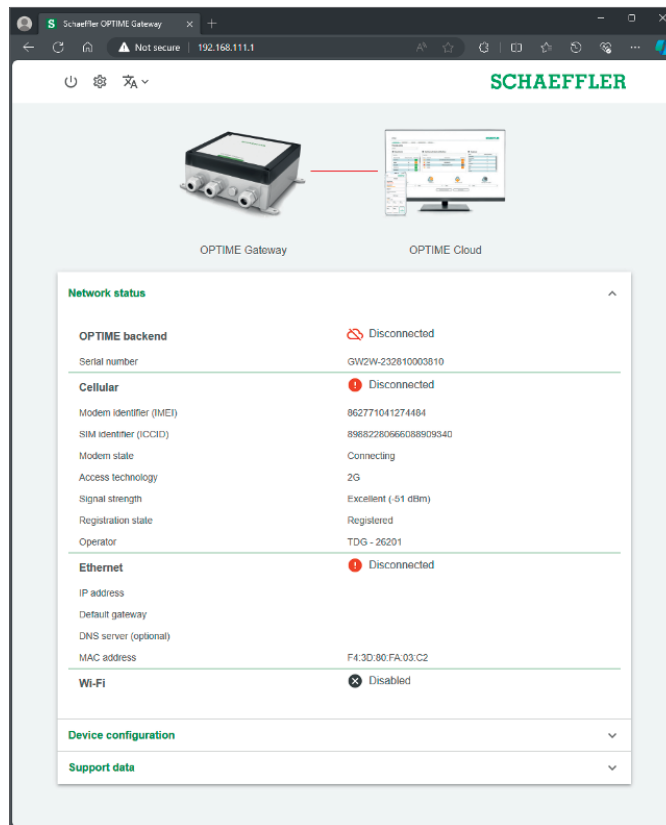 S Schaeffler OPTIME Gateway
Not secure 192.168.111.1
SCHAEFFLER
OPTIME Gateway OPTIME Cloud
Network status
OPTIME backend Disconnected
Serial number GW2W-232810003810
Cellular Disconnected
Modem identifier (IMEI) 862771041274484
SIM identifier (ICCID) 89882280666088909340
Modem state Connecting
Access technology 2G
Signal strength Excellent (-51 dBm)
Registration state Registered
Operator TDG - 26201
Ethernet Disconnected
IP address
Default gateway
DNS server (optional)
MAC address F4:3D:80:FA:03:C2
Wi-Fi Disabled
Device configuration
Support data